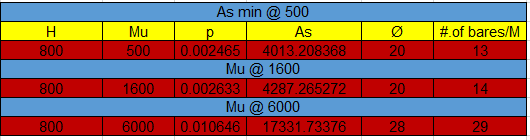 As min @ 500
H Mu p As Ø #.of bares/M
800 500 0.002465 4013.208368 20 13
Mu @ 1600
800 1600 0.002633 4287.265272 20 14
Mu @ 6000
800 6000 0.010646 17331.73376 28 29